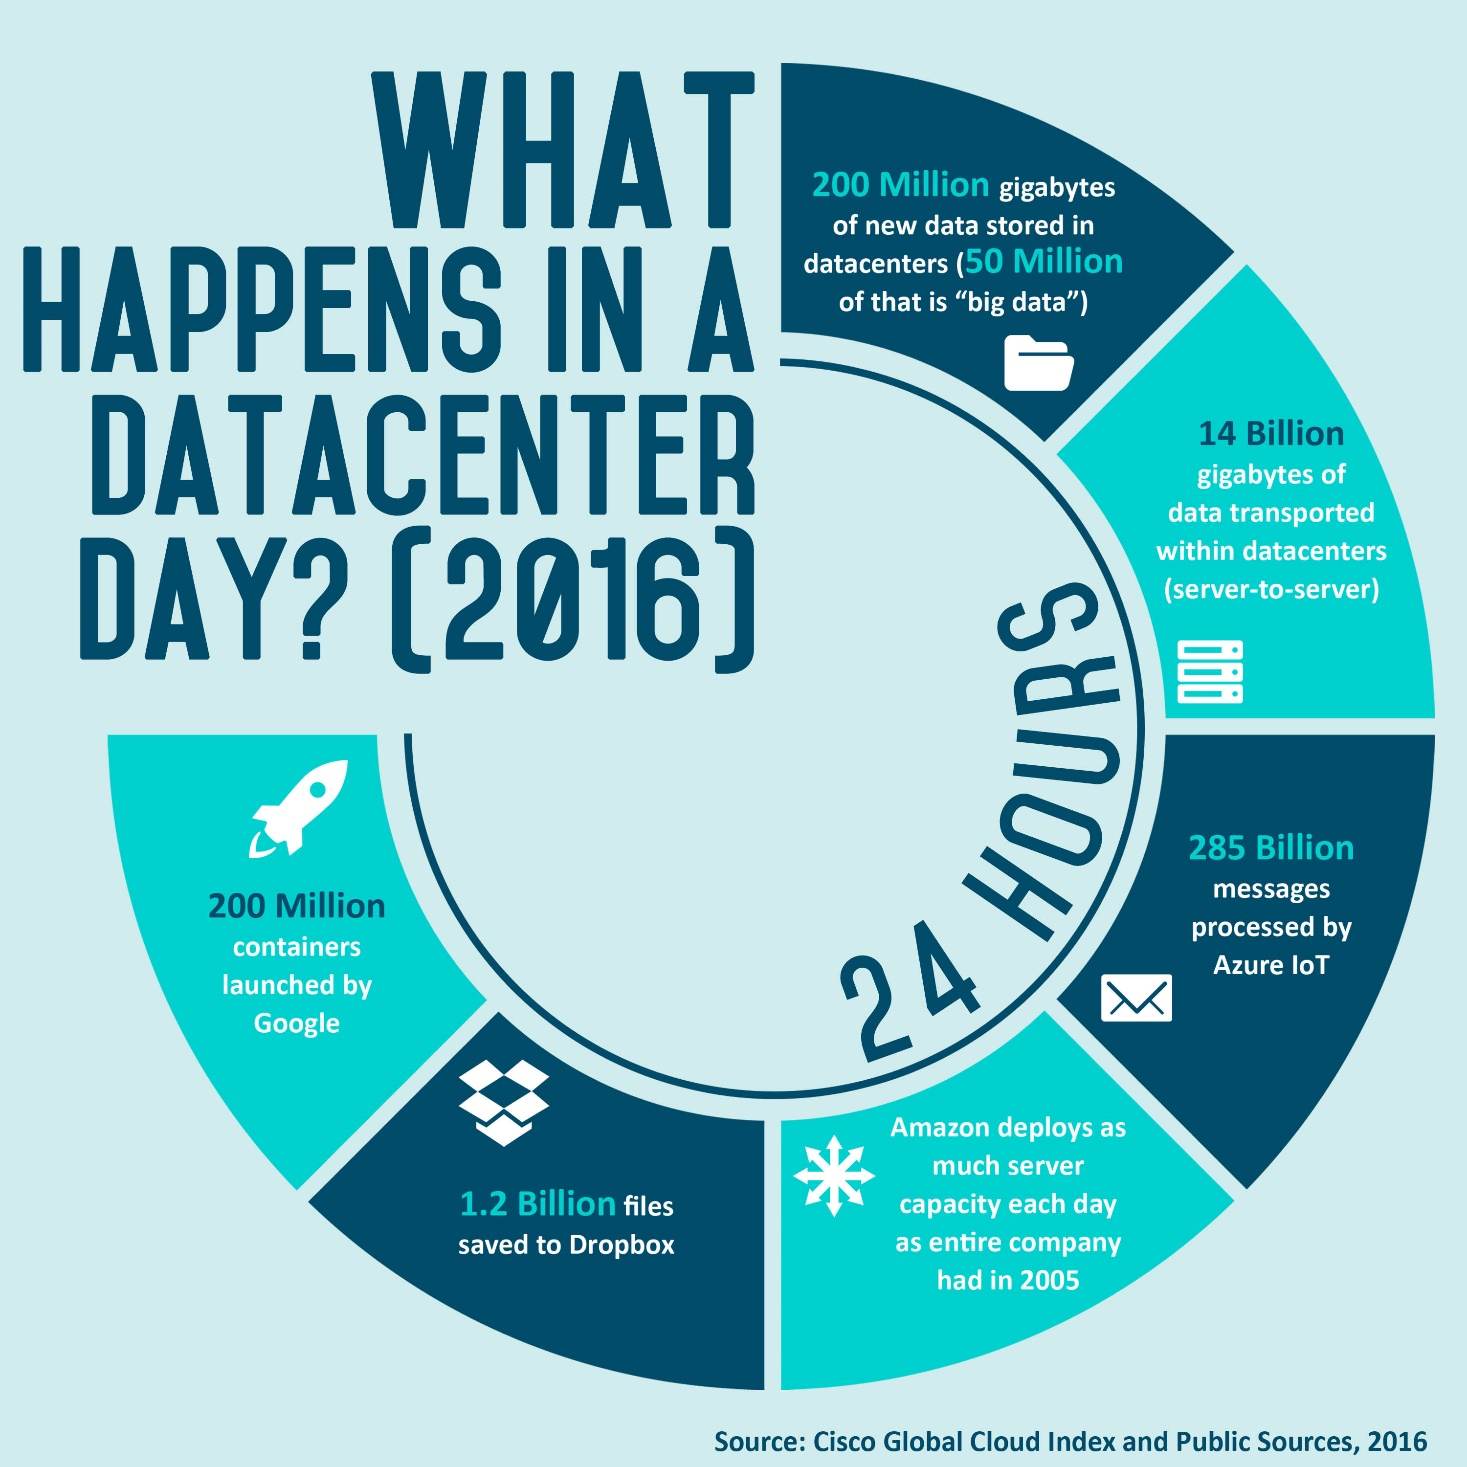 WHAT
HAPPENS IN A
DATACENTER
DAY? (2016)
200 Million gigabytes
of new data stored in
datacenters (50 Million
of that is “big data”)
14 Billion
gigabytes of
data transported
within datacenters
(server-to-server)
285 Billion
messages
processed by
Azure IoT
Amazon deploys as
much server
capacity each day
as entire company
had in 2005
1.2 Billion files
saved to Dropbox
200 Million
containers
launched by
Google
24 HOURS
Source: Cisco Global Cloud Index and Public Sources, 2016